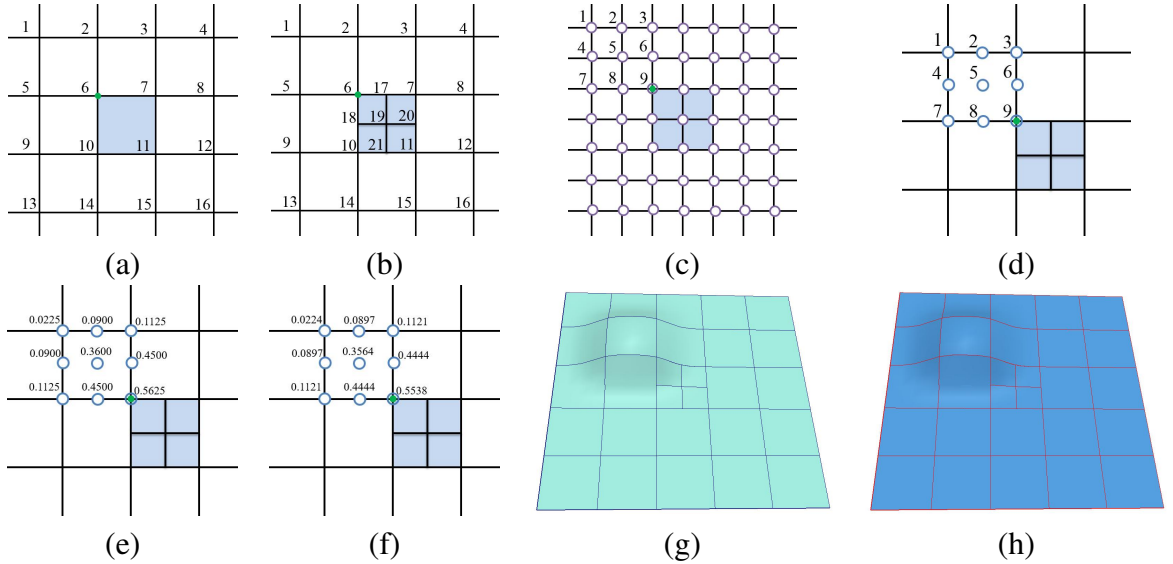 1 2 3 4
5 6 7 8
9 10 11 12
13 14 15 16
(a)
1 2 3 4
5 6 17 7 8
18 19 20
9 10 21 11 12
13 14 15 16
(b)
1 2 3
4 5 6
7 8 9
(c)
1 2 3
4 5 6
7 8 9
(d)
0.0225 0.0900 0.1125
0.0900 0.3600 0.4500
0.1125 0.4500 0.5625
(e)
0.0224 0.0897 0.1121
0.0897 0.3564 0.4444
0.1121 0.4444 0.5538
(f)
(g)
(h)